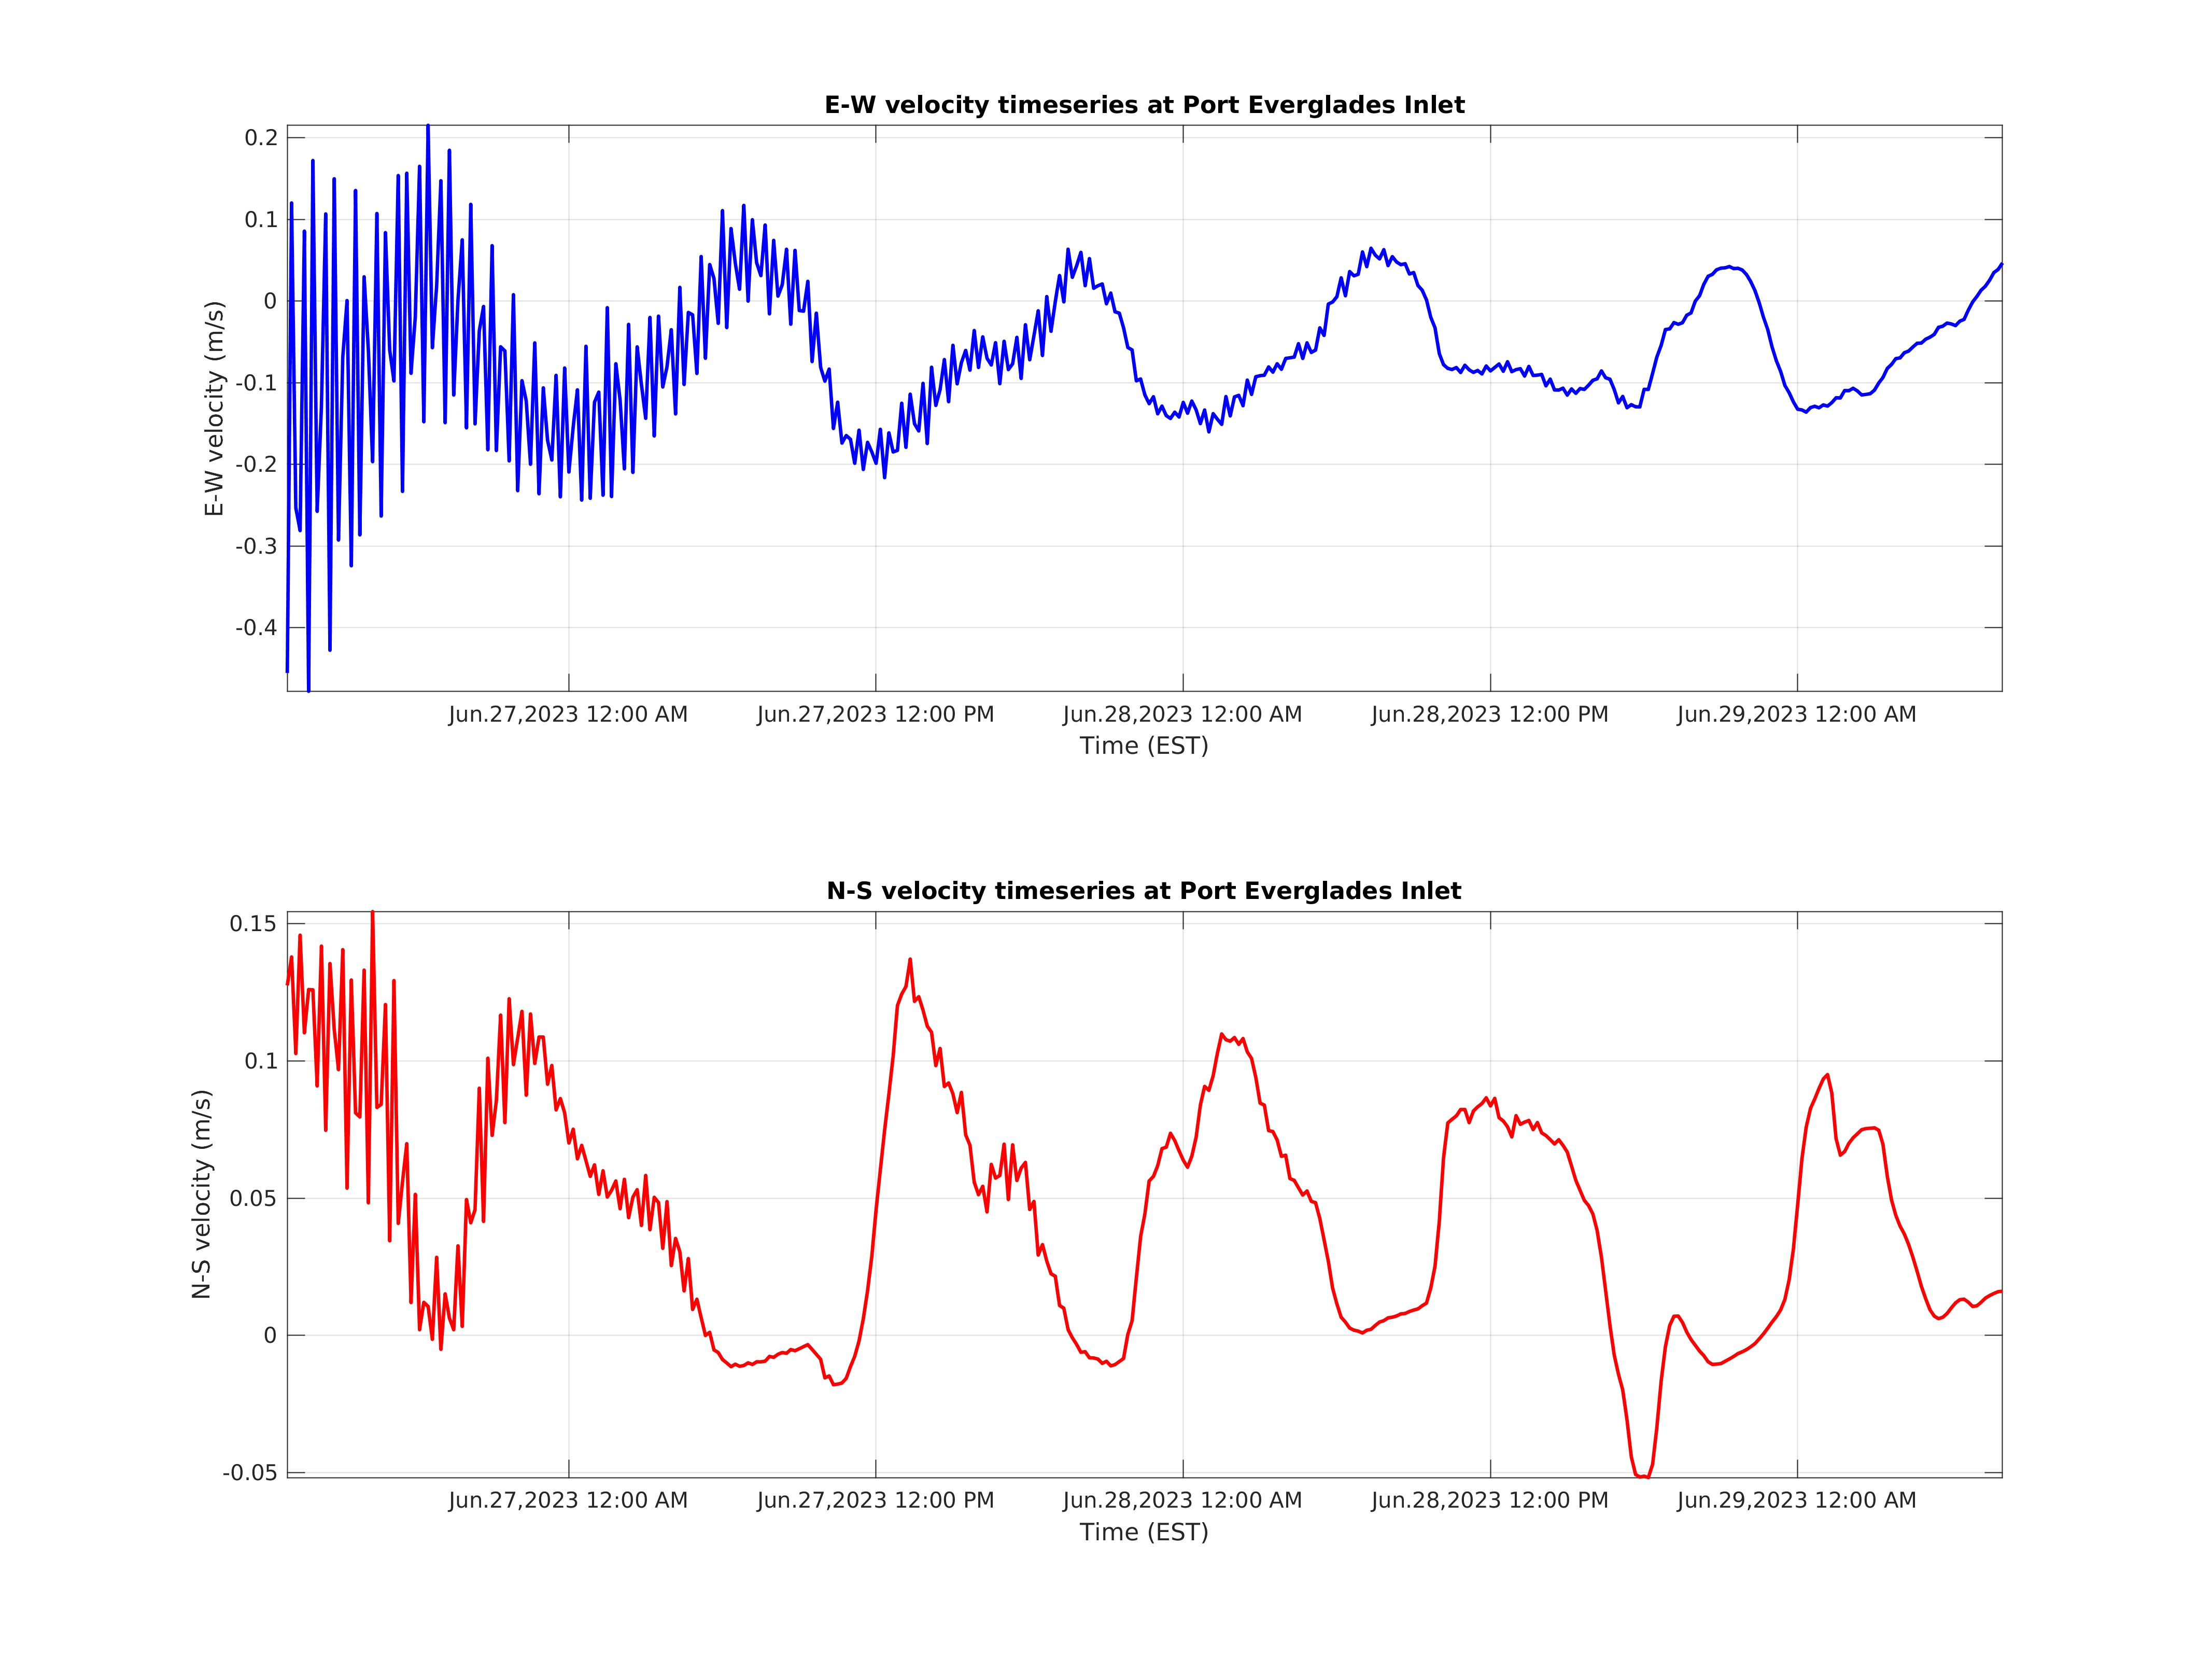 E-W velocity timeseries at Port Everglades Inlet
E-W velocity (m/s)
0.2
0.1
0
-0.1
-0.2
-0.3
-0.4
Jun.27,2023 12:00 AM
Jun.27,2023 12:00 PM
Jun.28,2023 12:00 AM
Jun.28,2023 12:00 PM
Jun.29,2023 12:00 AM
Time (EST)
N-S velocity timeseries at Port Everglades Inlet
N-S velocity (m/s)
0.15
0.1
0.05
0
-0.05
Jun.27,2023 12:00 AM
Jun.27,2023 12:00 PM
Jun.28,2023 12:00 AM
Jun.28,2023 12:00 PM
Jun.29,2023 12:00 AM
Time (EST)